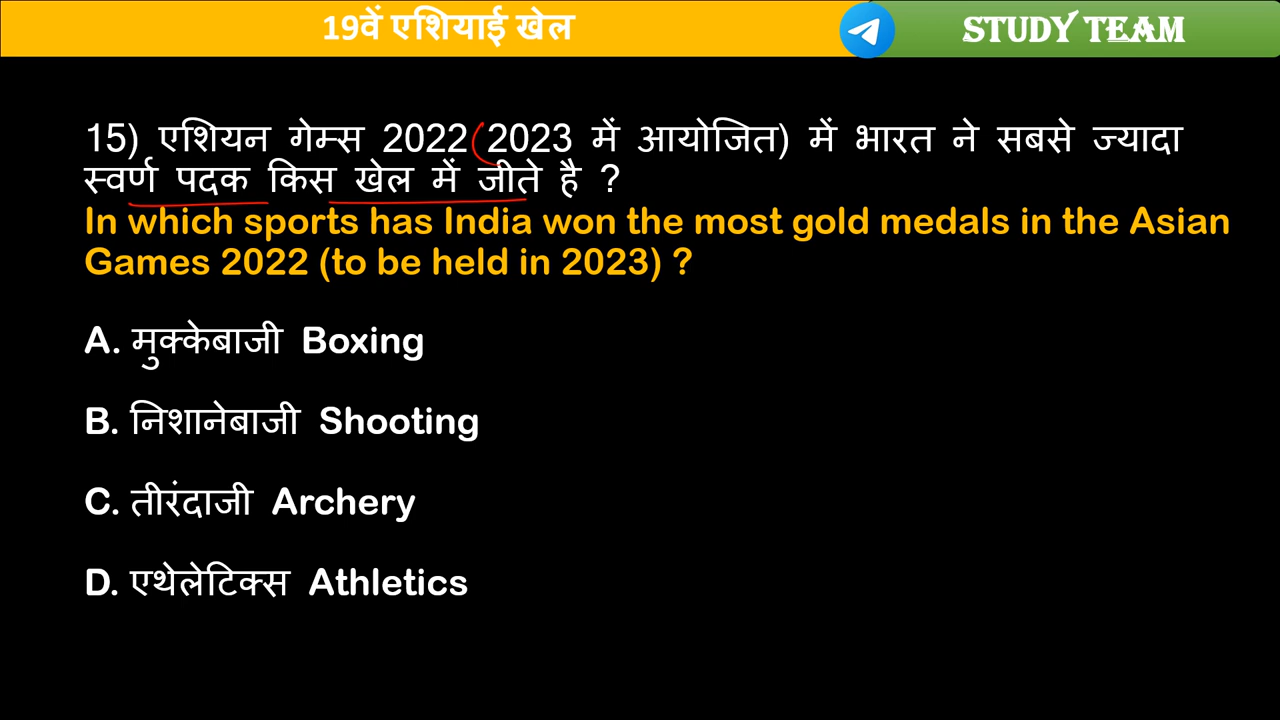 19वें एशियाई खेल
STUDY TEAM
15) एशियन गेम्स 2022 2023 में आयोजित) में भारत ने सबसे ज्यादा
स्वर्ण पदक किस खेल में जीते है ?
In which sports has India won the most gold medals in the Asian
Games 2022 (to be held in 2023) ?
A. मुक्केबाजी Boxing
B. निशानेबाजी Shooting
C. तीरंदाजी Archery
D. एथेलेटिक्स Athletics